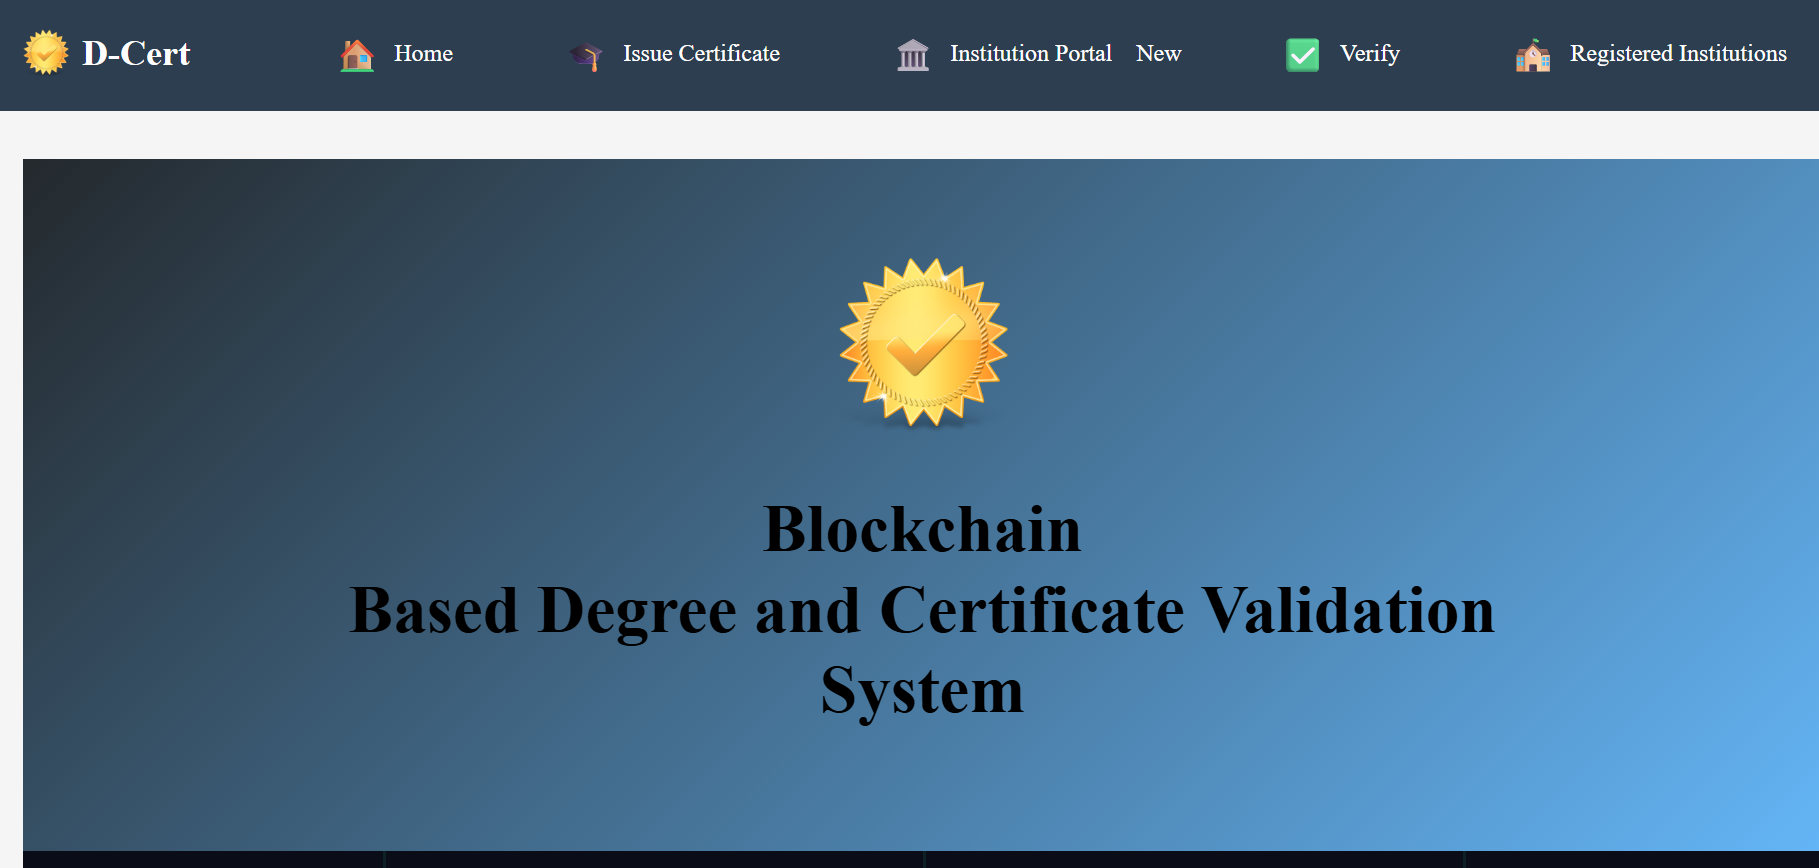 D-Cert
Home
Issue Certificate
Institution Portal New
Verify
Registered Institutions
Blockchain
Based Degree and Certificate Validation
System